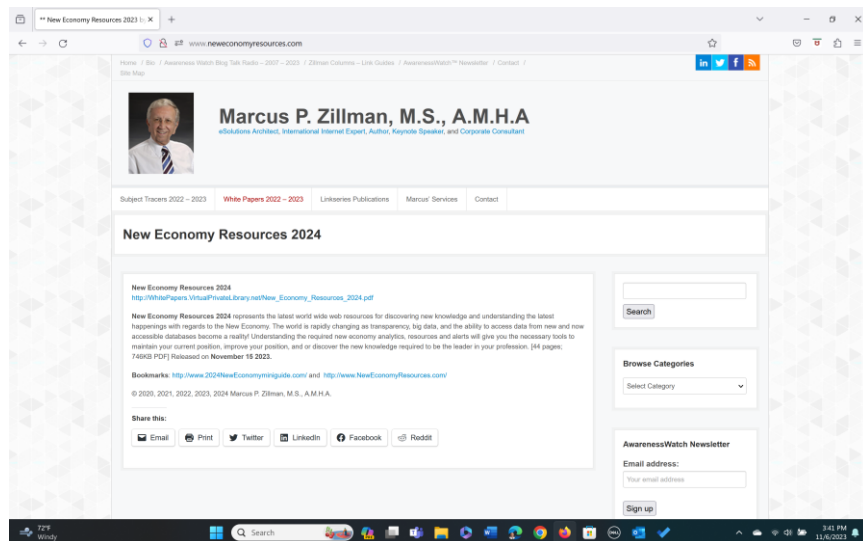 ** New Economy Resources 2023 b
www.neweconomyresources.com
Home / Bio / Awareness Watch Blog Talk Radio – 2007 – 2023 / Zillman Columns – Link Guides / AwarenessWatch™ Newsletter / Contact /
Site Map
in
f
Marcus P. Zillman, M.S., A.M.H.A
eSolutions Architect, International Internet Expert, Author, Keynote Speaker, and Corporate Consultant
Subject Tracers 2022 – 2023 White Papers 2022 – 2023 Linkseries Publications Marcus' Services Contact
New Economy Resources 2024
New Economy Resources 2024
http://WhitePapers.VirtualPrivateLibrary.net/New_Economy_Resources_2024.pdf
New Economy Resources 2024 represents the latest world wide web resources for discovering new knowledge and understanding the latest
happenings with regards to the New Economy. The world is rapidly changing as transparency, big data, and the ability to access data from new and now
accessible databases become a reality! Understanding the required new economy analytics, resources and alerts will give you the necessary tools to
maintain your current position, improve your position, and or discover the new knowledge required to be the leader in your profession. [44 pages;
746KB PDF] Released on November 15 2023.
Bookmarks: http://www.2024NewEconomyminiguide.com/ and http://www.NewEconomyResources.com/
© 2020, 2021, 2022, 2023, 2024 Marcus P. Zillman, M.S., A.M.H.A.
Share this:
Email Print Twitter LinkedIn Facebook Reddit
Search
Browse Categories
Select Category
AwarenessWatch Newsletter
Email address:
Your email address
Sign up
72°F
Windy
Search
3:41 PM
11/6/2023